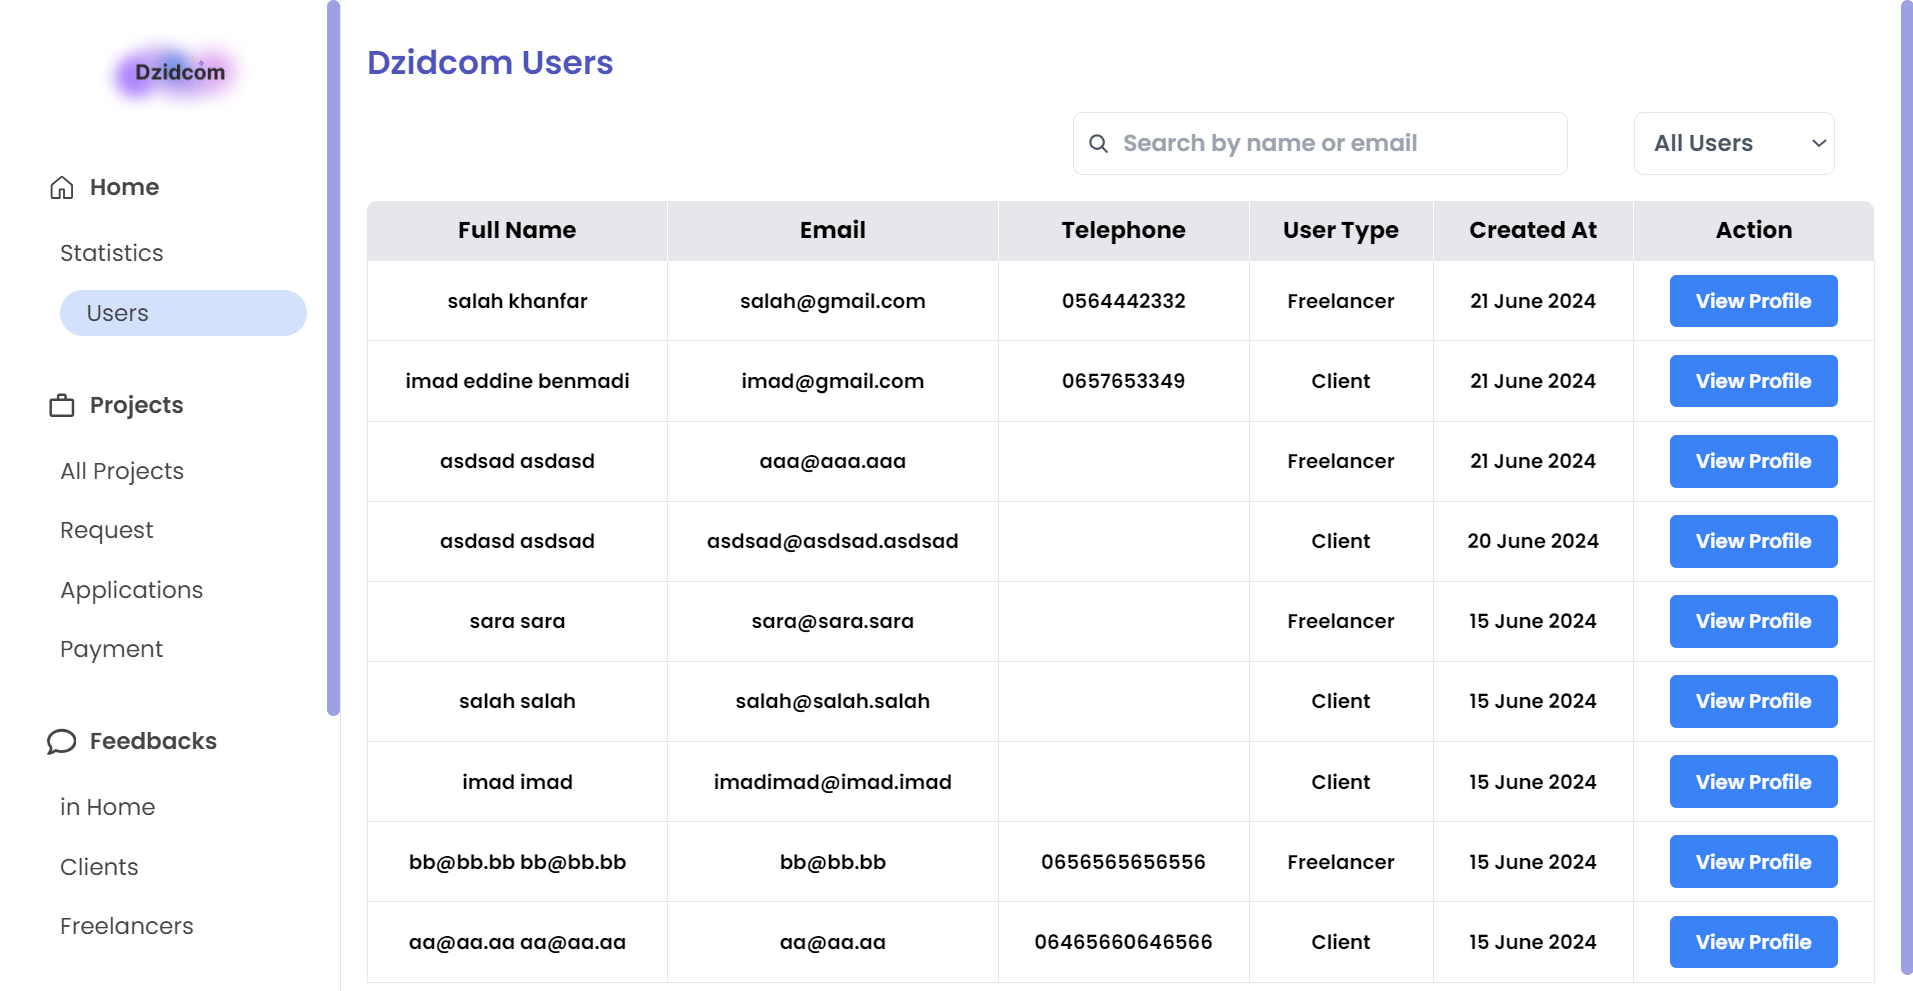 Dzidcom
Home
Statistics
Users
Projects
All Projects
Request
Applications
Payment
Feedbacks
in Home
Clients
Freelancers
Dzidcom Users
Search by name or email
All Users
Full Name Email Telephone User Type Created At Action
salah khanfar salah@gmail.com 0564442332 Freelancer 21 June 2024 View Profile
imad eddine benmadi imad@gmail.com 0657653349 Client 21 June 2024 View Profile
asdsad asdasd aaa@aaa.aaa Freelancer 21 June 2024 View Profile
asdasd asdsad asdsad@asdsad.asdsad Client 20 June 2024 View Profile
sara sara sara@sara.sara Freelancer 15 June 2024 View Profile
salah salah salah@salah.salah Client 15 June 2024 View Profile
imad imad imadimad@imad.imad Client 15 June 2024 View Profile
bb@bb.bb bb@bb.bb bb@bb.bb 0656565656556 Freelancer 15 June 2024 View Profile
aa@aa.aa aa@aa.aa aa@aa.aa 06465660646566 Client 15 June 2024 View Profile